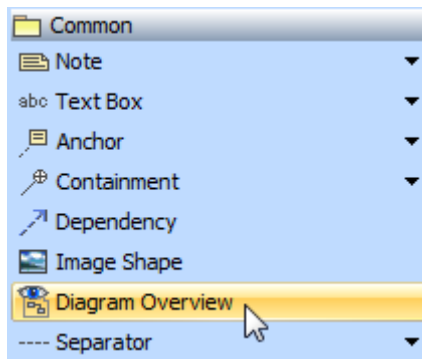 Common
Note
abc Text Box
Anchor
Containment
Dependency
Image Shape
Diagram Overview
Separator